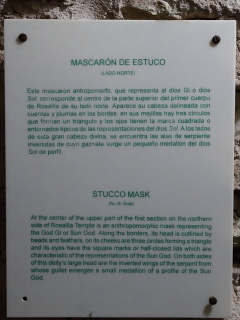 MASCARÓN DE ESTUCO
(LADO NORTE)
Este mascarón antropomorfo, que representa al dios GI o dios
Sol, corresponde al centro de la parte superior del primer cuerpo
de Rosalila de su lado norte. Aparece su cabeza delineada con
cuentas y plumas en los bordes, en sus mejillas hay tres círculos
que forman un triángulo y los ojos tienen la marca cuadrada o
entornados típicos de las representaciones del dios Sol. A los lados
de esta gran cabeza divina, se encuentran las alas de serpiente
invertidas de cuyo gaznate surge un pequeño medallón del dios
Sol de perfil.
STUCCO MASK
(North Side)
At the center of the upper part of the first section on the northern
side of Rosalila Temple is an anthropomorphic mask representing
the God GI or Sun God. Along the borders, its head is outlined by
beads and feathers, on its cheeks are three circles forming a triangle
and its eyes have the square marks or half-closed lids which are
characteristic of the representations of the Sun God. On both sides
of this deity's large head are the inverted wings of the serpent from
whose gullet emerges a small medallion of a profile of the Sun
God.